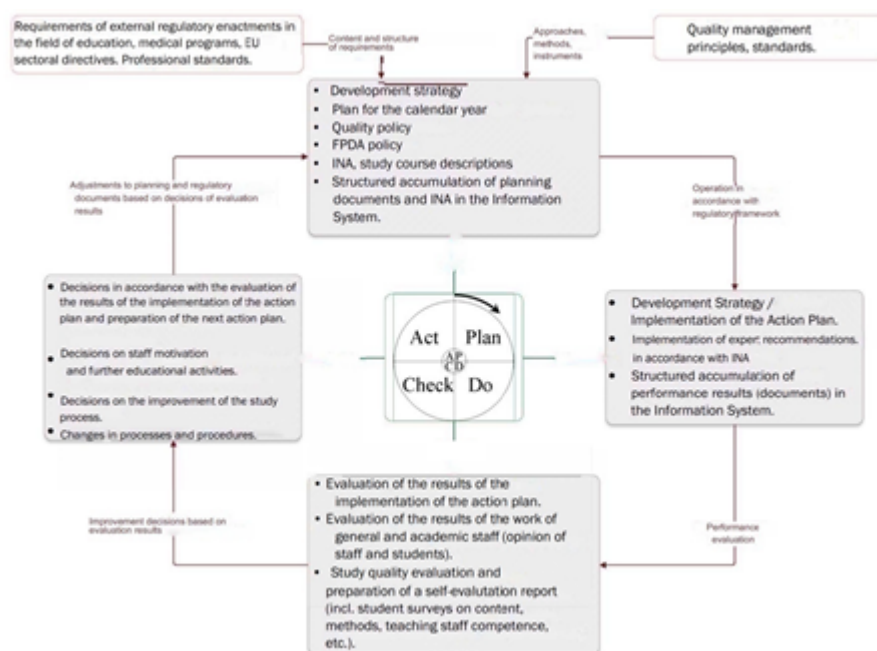 Requirements of external regulatory enactments in
the field of education, medical programs, EU
sectoral directives. Professional standards.
Content and structure
of requirements
Approaches,
methods,
instruments
Quality management
principles, standards.
Development strategy
Plan for the calendar year
Quality policy
FPDA policy
INA, study course descriptions
Structured accumulation of planning
documents and INA in the Information
System.
Adjustments to planning and regulatory
documents based on decisions of evaluation
results
Operation in
accordance with
regulatory framework
Decisions in accordance with the evaluation of
the results of the implementation of the action
plan and preparation of the next action plan.
Decisions on staff motivation
and further educational activities.
Decisions on the improvement of the study
process.
Changes in processes and procedures.
Act
Plan
AP
CD
Check
Do
Development Strategy /
Implementation of the Action Plan.
Implementation of expert recommendations,
in accordance with INA
Structured accumulation of
performance results (documents) in
the Information System.
Improvement decisions based on
evaluation results
Performance
evaluation
Evaluation of the results of the
implementation of the action plan.
Evaluation of the results of the work of
general and academic staff (opinion of
staff and students).
Study quality evaluation and
preparation of a self-evalutation report
(incl. student surveys on content,
methods, teaching staff competence,
etc.).